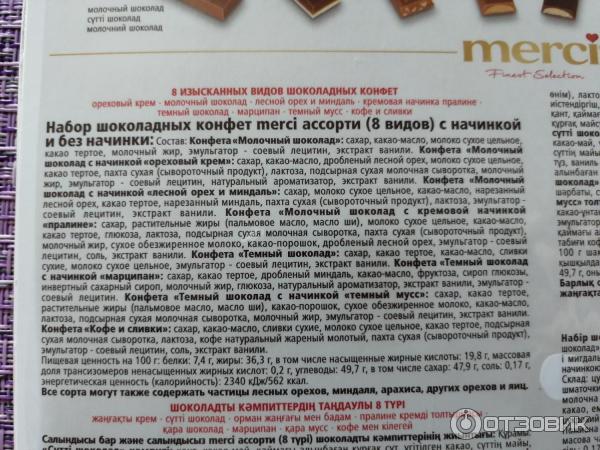 молочный шоколад
сүтті шоколад
молочний шоколад
merci
Finest Selection
8 ИЗЫСКАННЫХ ВИДОВ ШОКОЛАДНЫХ КОНФЕТ
ореховый крем · молочный шоколад · лесной орех и миндаль · кремовая начинка пралине ·
темный шоколад · марципан · темный мусс · кофе и сливки
Набор шоколадных конфет merci ассорти (8 видов) с начинкой
и без начинки: Состав: Конфета «Молочный шоколад»: сахар, какао-масло, молоко сухое цельное,
какао тертое, молочный жир, эмульгатор - соевый лецитин, экстракт ванили. Конфета «Молочный
шоколад с начинкой «ореховый крем»: сахар, какао-масло, дробленый лесной орех, молоко сухое цельное,
какао тертое, пахта сухая (сывороточный продукт), лактоза, подсырная сухая молочная сыворотка, молочный
жир, эмульгатор - соевый лецитин, натуральный ароматизатор, экстракт ванили. Конфета «Молочный
шоколад с начинкой «лесной орех и миндаль»: сахар, молоко сухое цельное, какао-масло, нарезанный
лесной орех, какао тертое, нарезанный миндаль, пахта сухая (сывороточный продукт), лактоза, эмульгатор -
соевый лецитин, экстракт ванили. Конфета «Молочный шоколад с кремовой начинкой
«пралине»: сахар, растительные жиры (пальмовое масло, масло ши), молоко сухое цельное, какао-масло,
какао тертое, глюкоза, лактоза, подсырная сухая молочная сыворотка, пахта сухая (сывороточный продукт),
молочный жир, сухое обезжиренное молоко, какао-порошок, дробленый лесной орех, эмульгатор - соевый
лецитин, соль, экстракт ванили. Конфета «Темный шоколад»: сахар, какао тертое, какао-масло, сливки
сухие, молоко сухое цельное, эмульгатор - соевый лецитин, экстракт ванили. Конфета «Темный шоколад
с начинкой «марципан»: сахар, какао тертое, дробленый миндаль, какао-масло, фруктоза, сироп глюкозы,
инвертный сахарный сироп, молочный жир, глюкоза, натуральный ароматизатор, экстракт ванили, эмульгатор -
соевый лецитин. Конфета «Темный шоколад с начинкой «темный мусс»: сахар, какао тертое,
растительные жиры (пальмовое масло, масло ши), какао-порошок, сухое обезжиренное молоко, какао-масло,
лактоза, подсырная сухая молочная сыворотка, молочный жир, эмульгатор - соевый лецитин, экстракт ванили.
Конфета «Кофе и сливки»: сахар, какао-масло, сливки сухие, молоко сухое цельное, какао тертое, подсырная
сухая молочная сыворотка, лактоза, кофе натуральный жареный молотый, пахта сухая (сывороточный продукт),
эмульгатор - соевый лецитин, соль, экстракт ванили.
Пищевая ценность на 100 г: белки: 7,4 г, жиры: 36,3 г, в том числе насыщенные жирные кислоты: 19,8 г, массовая
доля трансизомеров ненасыщенных жирных кислот: 0,2 г, углеводы: 49,7 г, в том числе сахар: 47,9 г, соль: 0,17 г,
энергетическая ценность (калорийность): 2340 кДж/562 ккал.
Все сорта могут также содержать частицы лесных орехов, миндаля, арахиса, других орехов и яиц.
ШОКОЛАДТЫ КӘМПИТТЕРДІҢ ТАҢДАУЛЫ 8 ТҮРІ
жаңғақты крем · сүтті шоколад · орман жаңғағы мен бадам · пралине кремді толтырмасы ·
қара шоколад · марципан · қара мусс · кофе мен кілегей
Салындысы бар және салындысыз merci ассорти (8 түрі) шоколадты кәмпиттерінің жиынтығы: Құрамы:
ОТЗОВИК